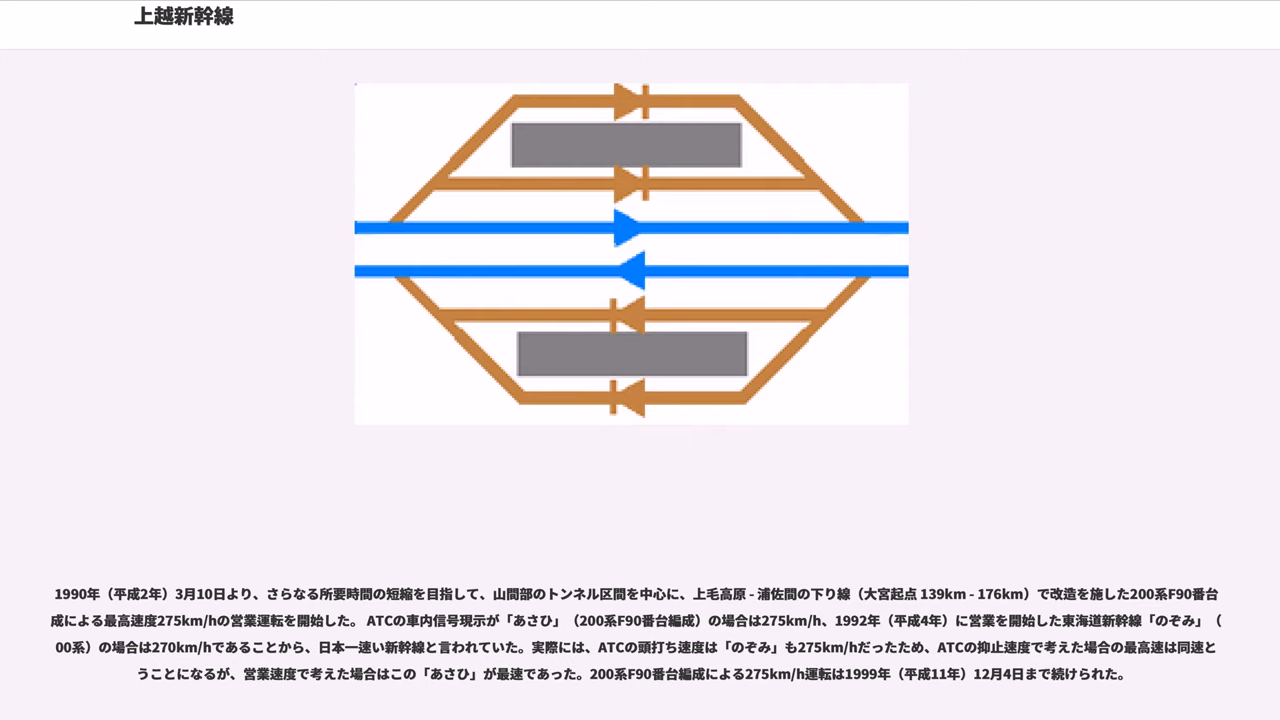 上越新幹線
1990年（平成2年）3月10日より、さらなる所要時間の短縮を目指して、山間部のトンネル区間を中心に、上毛高原 - 浦佐間の下り線（大宮起点 139km - 176km）で改造を施した200系F90番台
成による最高速度275km/hの営業運転を開始した。 ATCの車内信号現示が「あさひ」（200系F90番台編成）の場合は275km/h、1992年（平成4年）に営業を開始した東海道新幹線「のぞみ」（
00系）の場合は270km/hであることから、日本一速い新幹線と言われていた。実際には、ATCの頭打ち速度は「のぞみ」も275km/hだったため、ATCの抑止速度で考えた場合の最高速は同速と
うことになるが、営業速度で考えた場合はこの「あさひ」が最速であった。200系F90番台編成による275km/h運転は1999年（平成11年）12月4日まで続けられた。